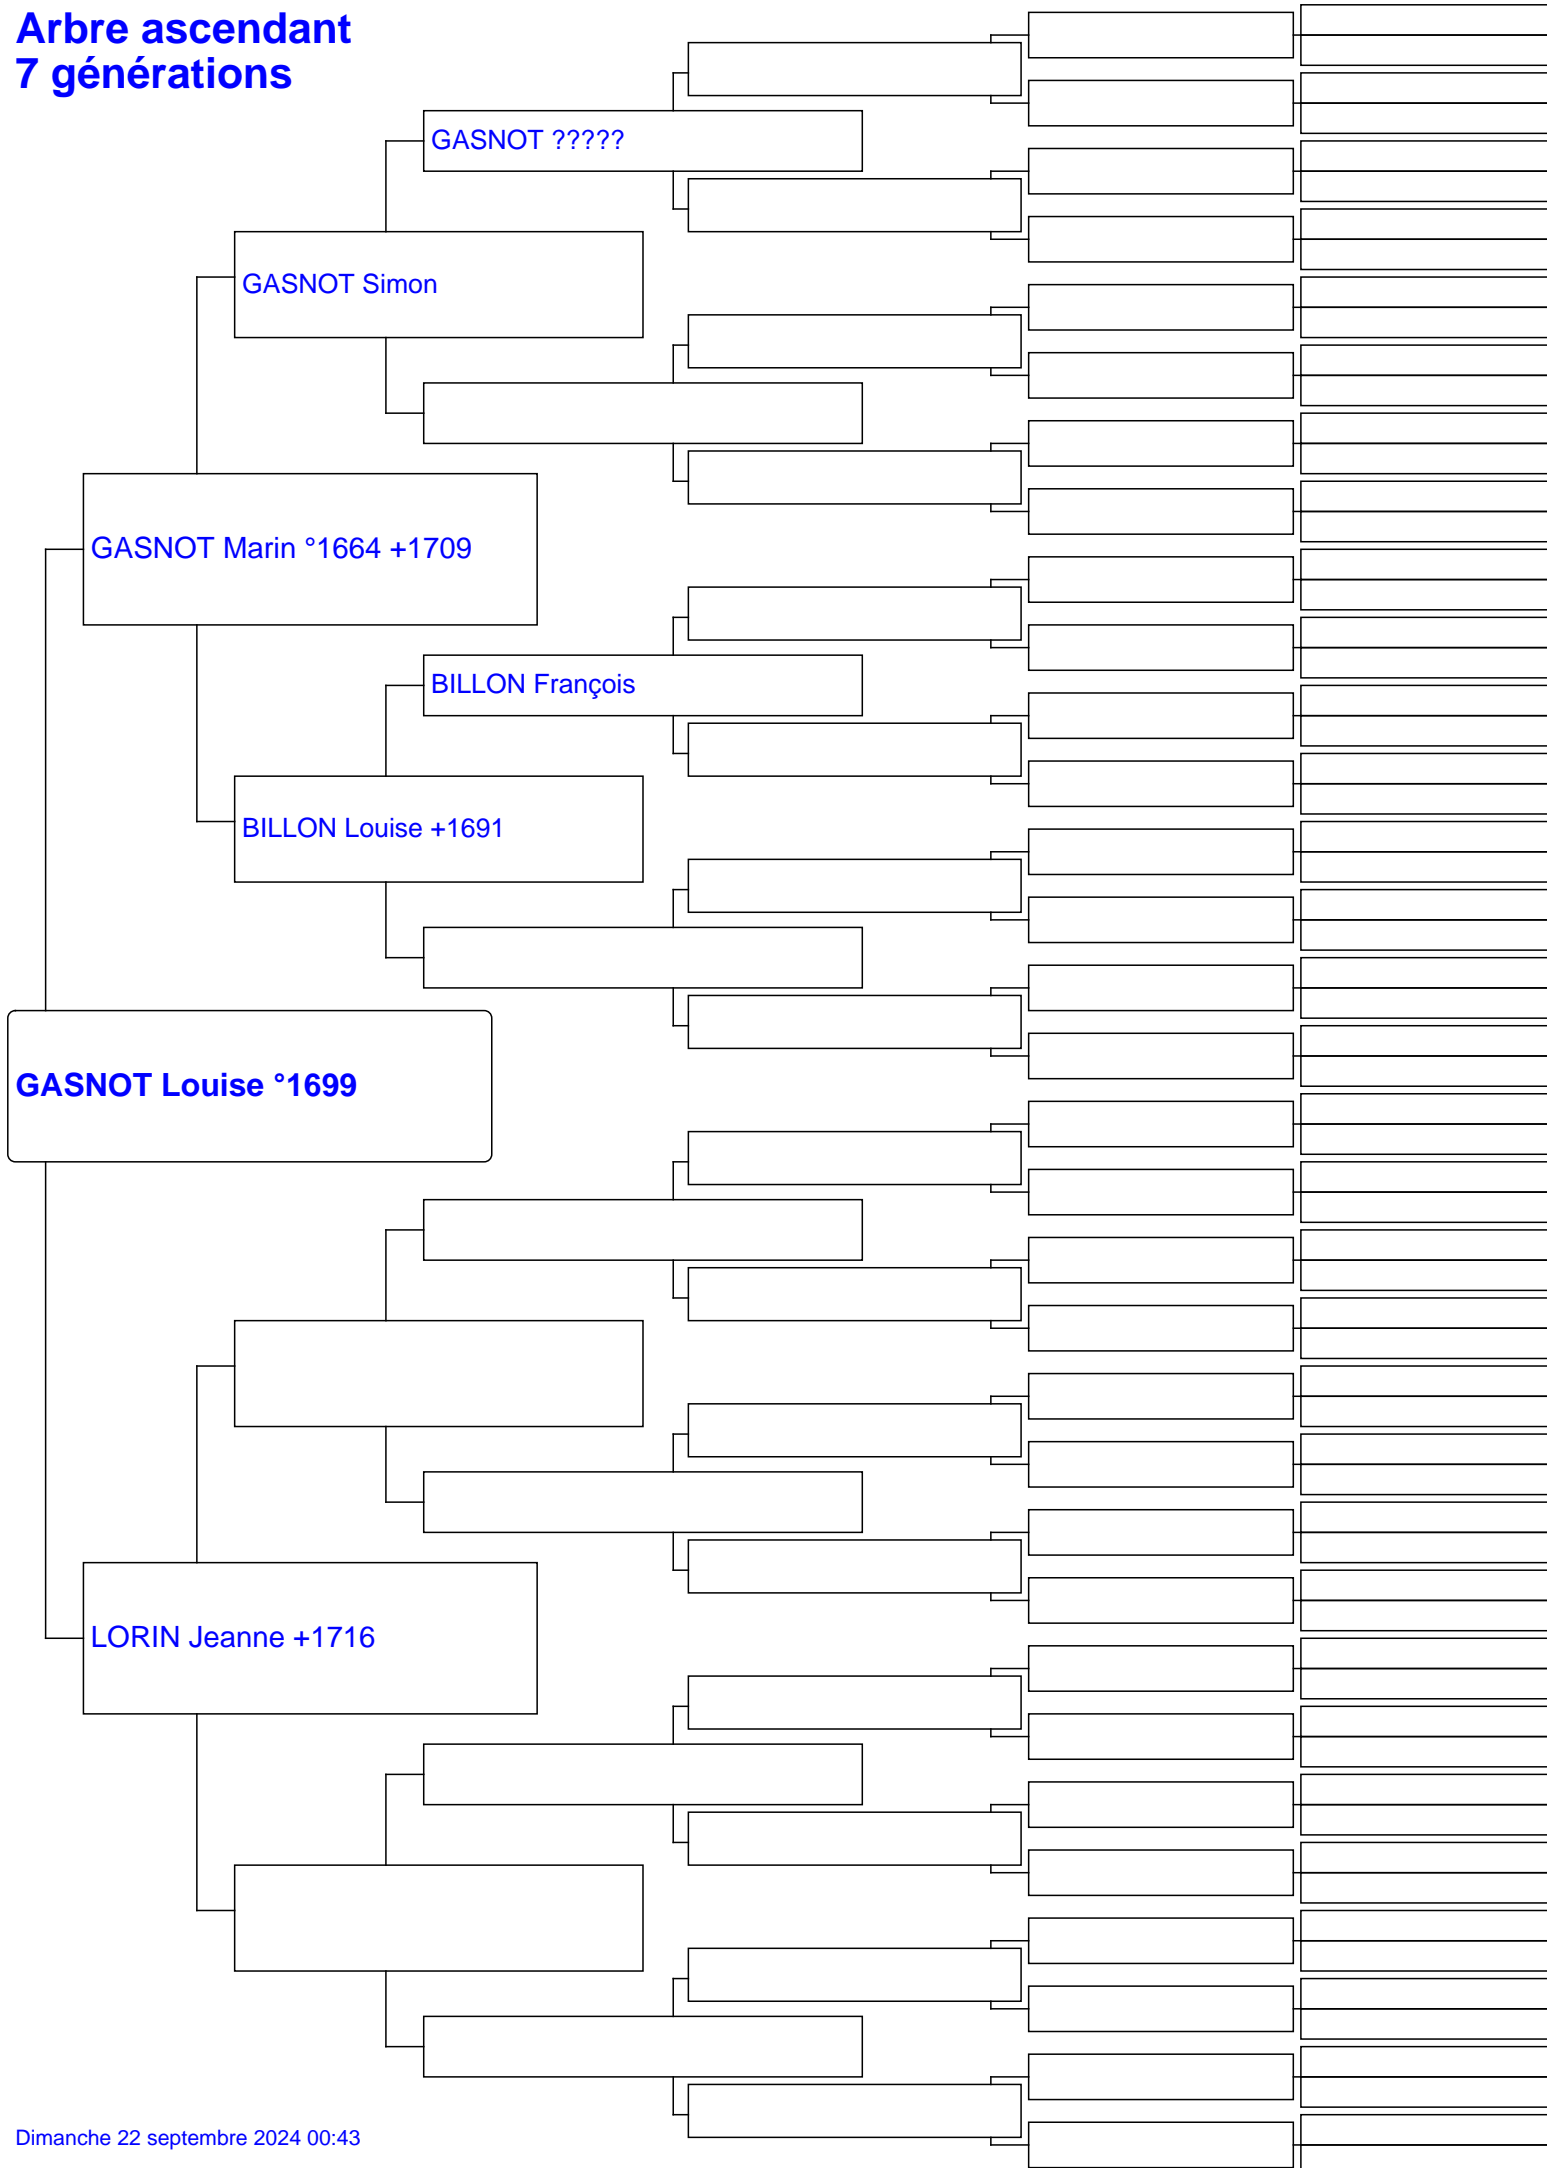 Arbre ascendant
7 générations
GASNOT ?????
GASNOT Simon
GASNOT Marin °1664 +1709
BILLON François
BILLON Louise +1691
GASNOT Louise °1699
LORIN Jeanne +1716
Dimanche 22 septembre 2024 00:43